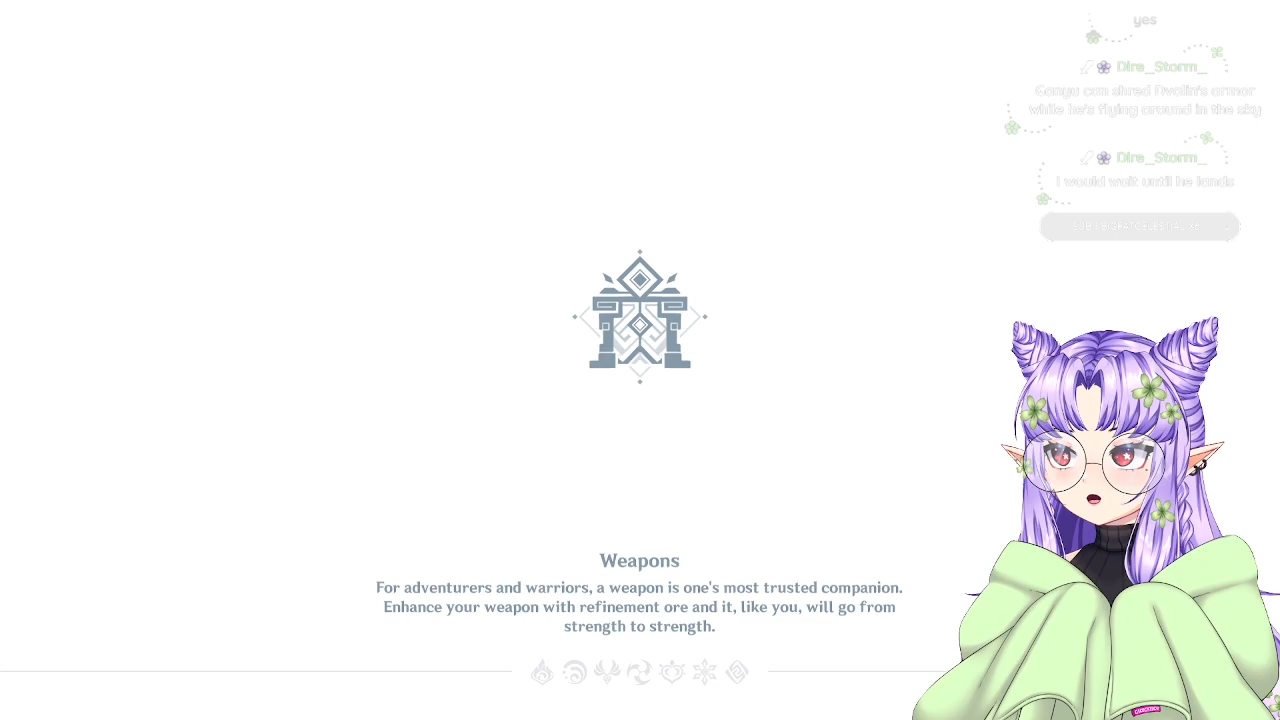 yes
Dire_Storm_
Ganyu can shred Dvalin's armor
while he's flying around in the sky
Dire_Storm_
I would wait until he lands
Weapons
For adventurers and warriors, a weapon is one's most trusted companion.
Enhance your weapon with refinement ore and it, like you, will go from
strength to strength.